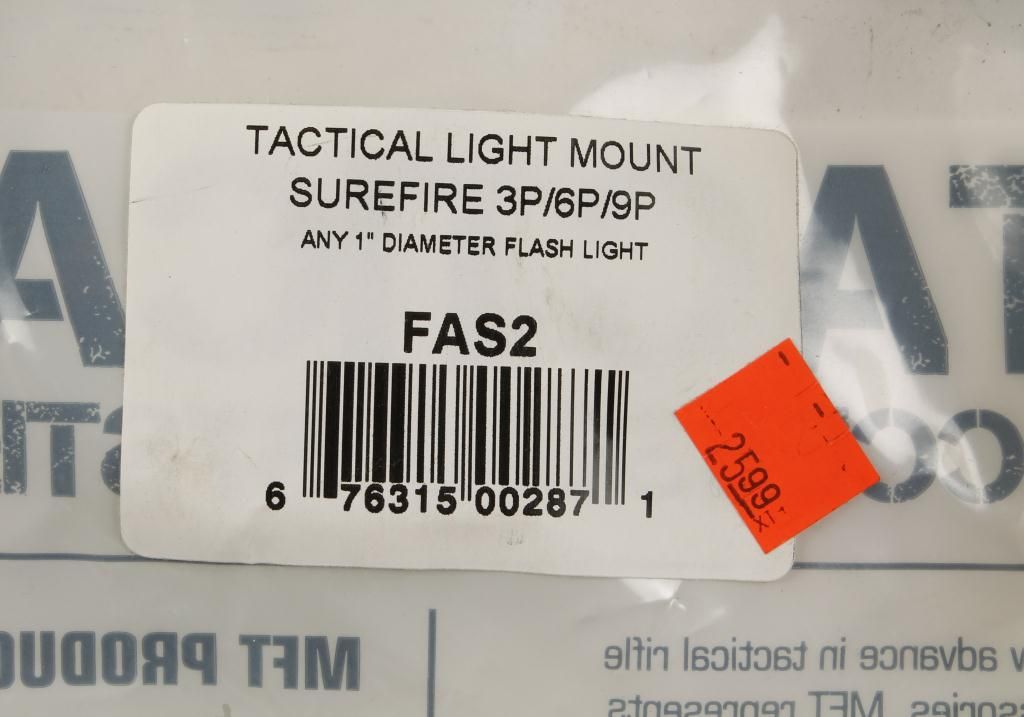 TACTICAL LIGHT MOUNT
SUREFIRE 3P/6P/9P
ANY 1" DIAMETER FLASH LIGHT
FAS2
6 76315 00287 1
2599
XT
MFT PRODUC
advance in tactical rifle
MFT represents